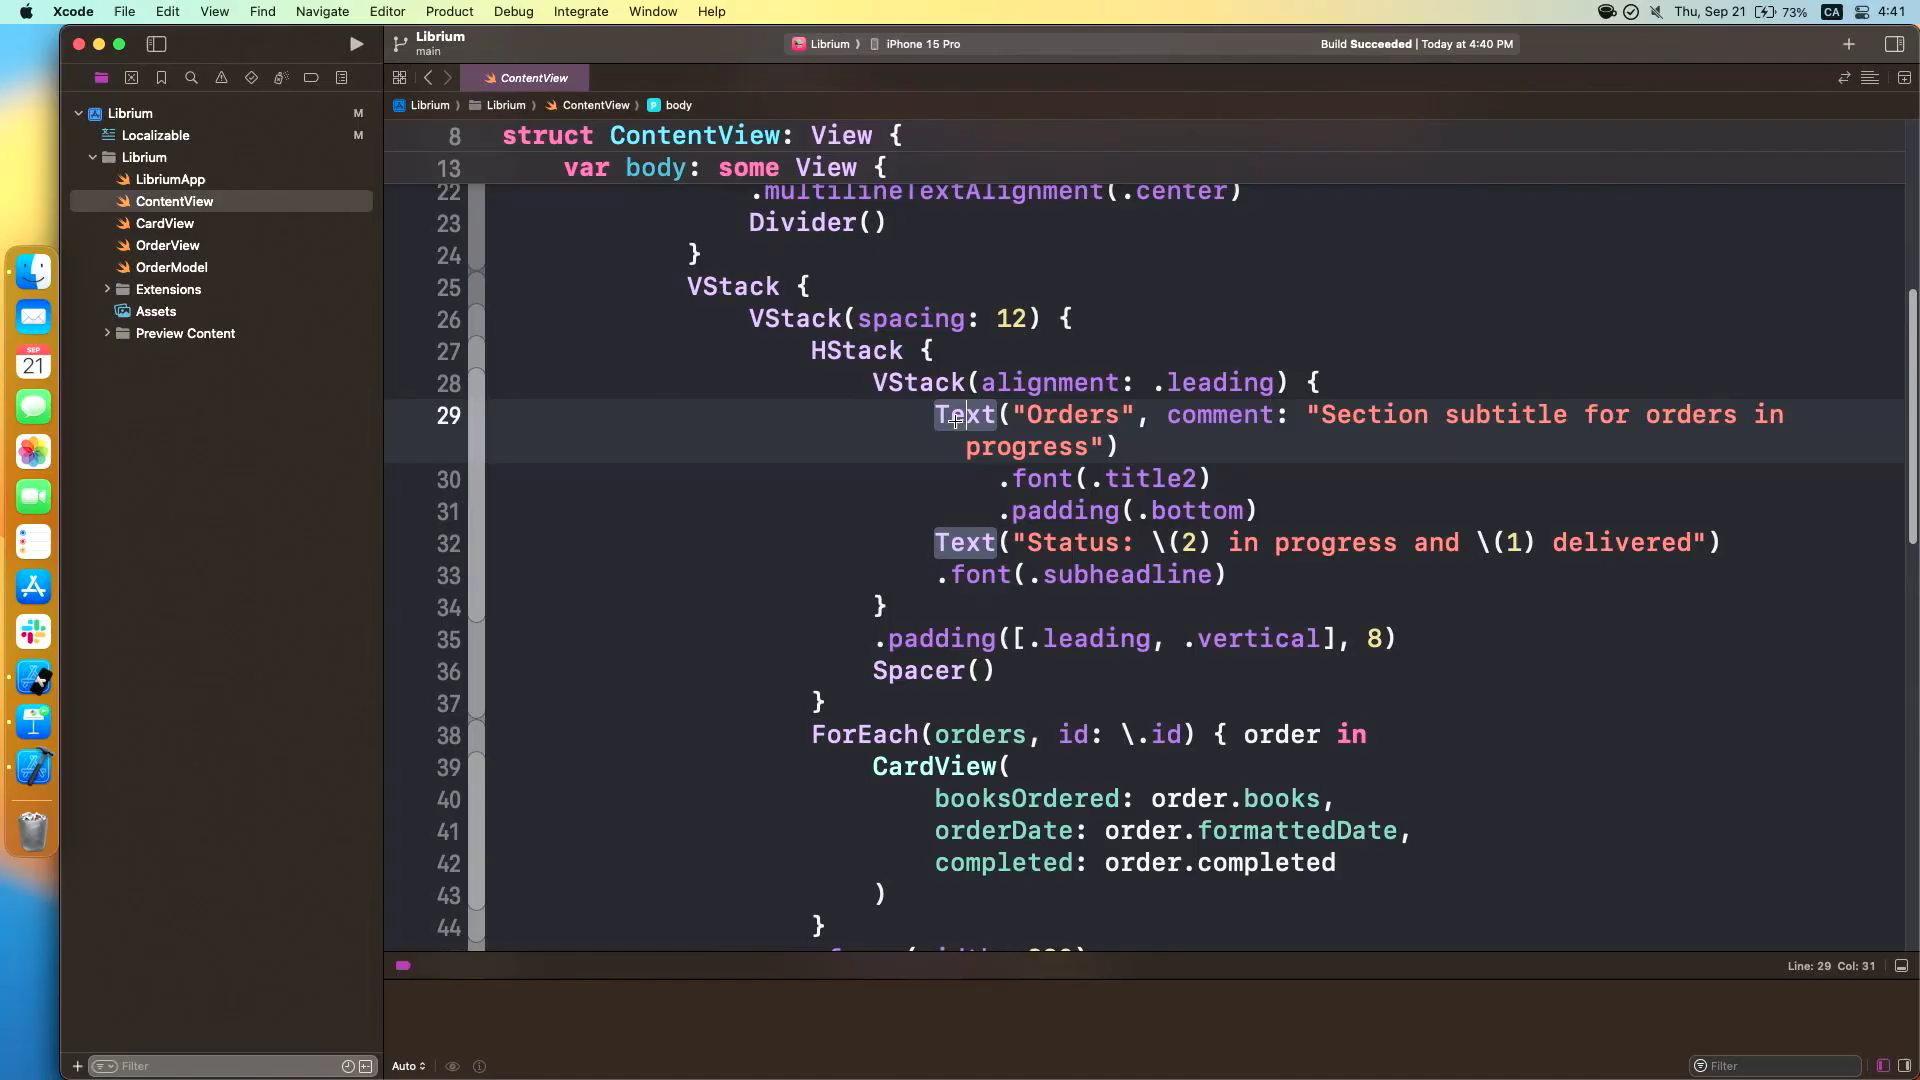 Xcode File Edit View Find Navigate Editor Product Debug Integrate Window Help Thu, Sep 21 73% CA 4:41
Librium
main
Librium iPhone 15 Pro
Build Succeeded | Today at 4:40 PM
ContentView
Librium Librium ContentView body
Librium M
Localizable M
Librium
LibriumApp
ContentView
CardView
OrderView
OrderModel
Extensions
Assets
Preview Content
SEP
21
8 struct ContentView: View {
13 var body: some View {
22 .multilineTextAlignment(.center)
23 Divider()
24 }
25 VStack {
26 VStack(spacing: 12) {
27 HStack {
28 VStack(alignment: .leading) {
29 Text("Orders", comment: "Section subtitle for orders in
progress")
30 .font(.title2)
31 .padding(.bottom)
32 Text("Status: \(2) in progress and \(1) delivered")
33 .font(.subheadline)
34 }
35 .padding([.leading, .vertical], 8)
36 Spacer()
37 }
38 ForEach(orders, id: \.id) { order in
39 CardView(
40 booksOrdered: order.books,
41 orderDate: order.formattedDate,
42 completed: order.completed
43 )
44 }
Line: 29 Col: 31
Filter
Auto
Filter